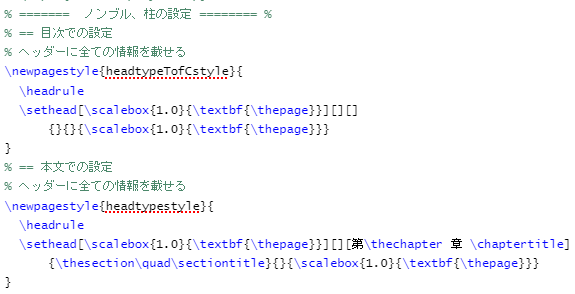 % =======  ノンブル、柱の設定 ======== %
% == 目次での設定
% ヘッダーに全ての情報を載せる
\newpagestyle{headtypeTofCstyle}{
  \headrule
  \sethead[\scalebox{1.0}{\textbf{\thepage}}][][]
      {}{}{\scalebox{1.0}{\textbf{\thepage}}}
}
% == 本文での設定
% ヘッダーに全ての情報を載せる
\newpagestyle{headtypestyle}{
  \headrule
  \sethead[\scalebox{1.0}{\textbf{\thepage}}][][第\thechapter 章 \chaptertitle]
      {\thesection\quad\sectiontitle}{}{\scalebox{1.0}{\textbf{\thepage}}}
}